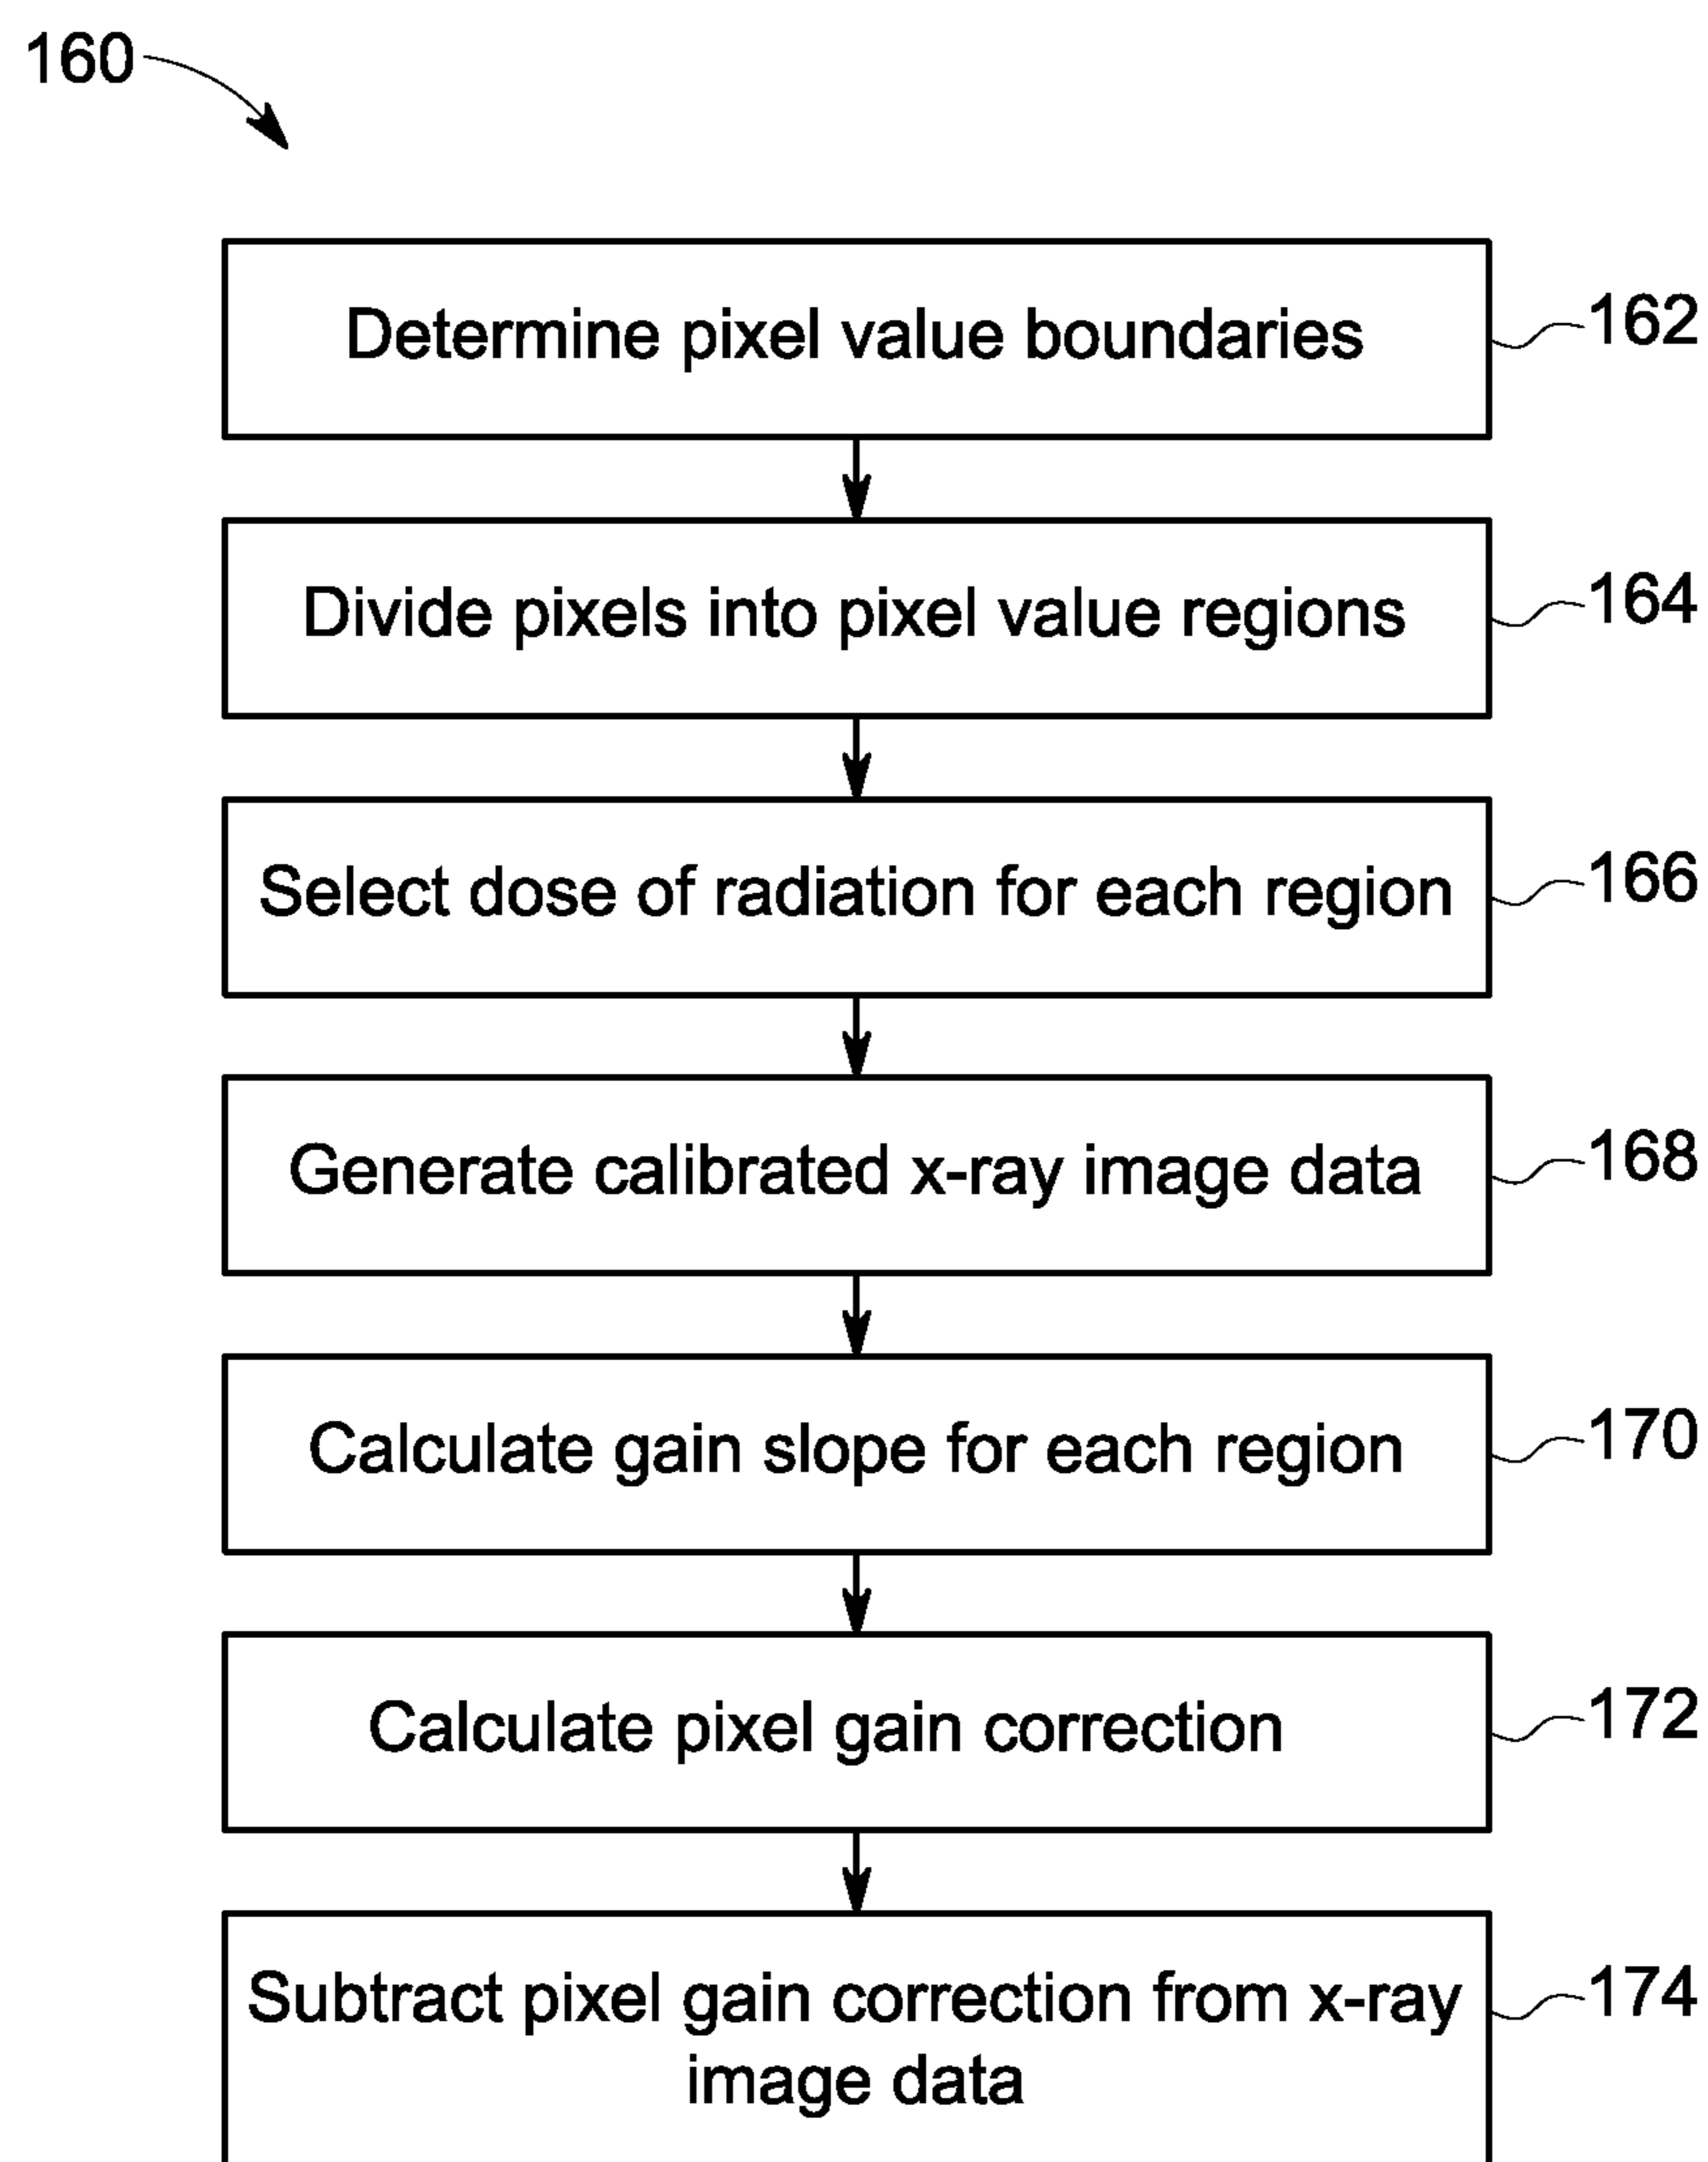 160
Determine pixel value boundaries
162
Divide pixels into pixel value regions
164
Select dose of radiation for each region
166
Generate calibrated x-ray image data
168
Calculate gain slope for each region
170
Calculate pixel gain correction
172
Subtract pixel gain correction from x-ray
174
image data